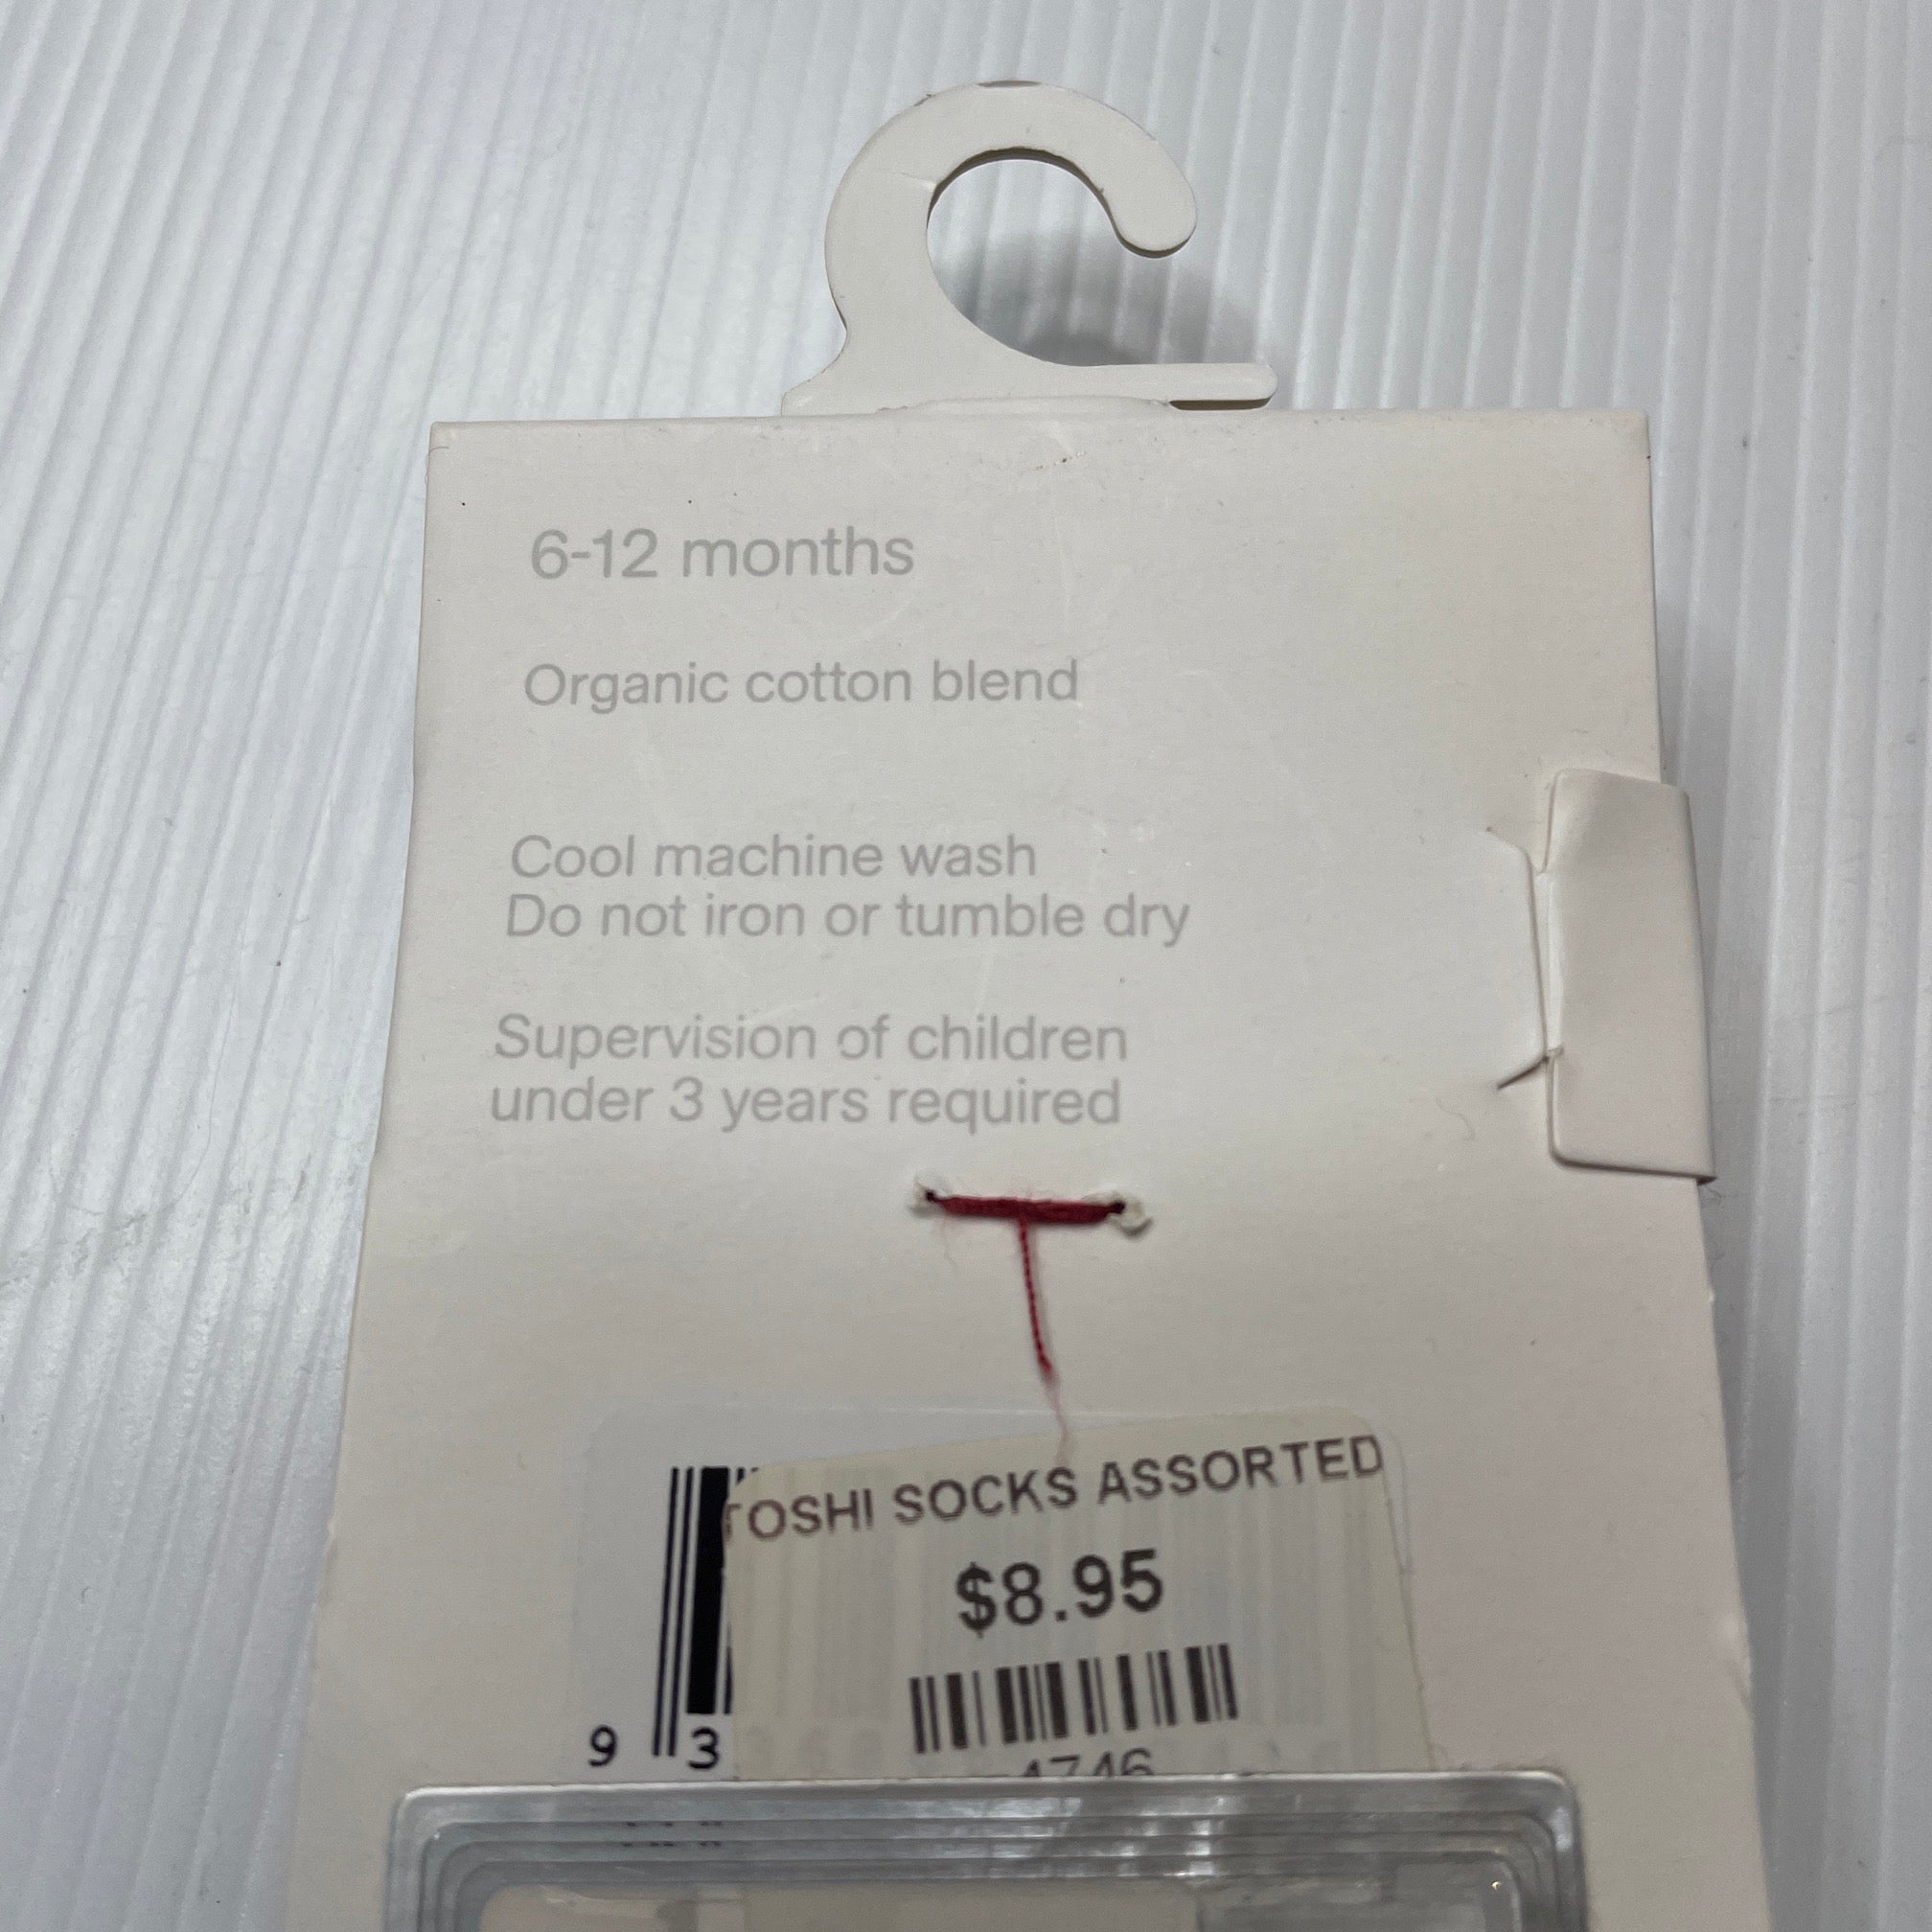 6-12 months
Organic cotton blend
Cool machine wash
Do not iron or tumble dry
Supervision of children
under 3 years required
TOSHI SOCKS ASSORTED
$8.95
9 3
4746